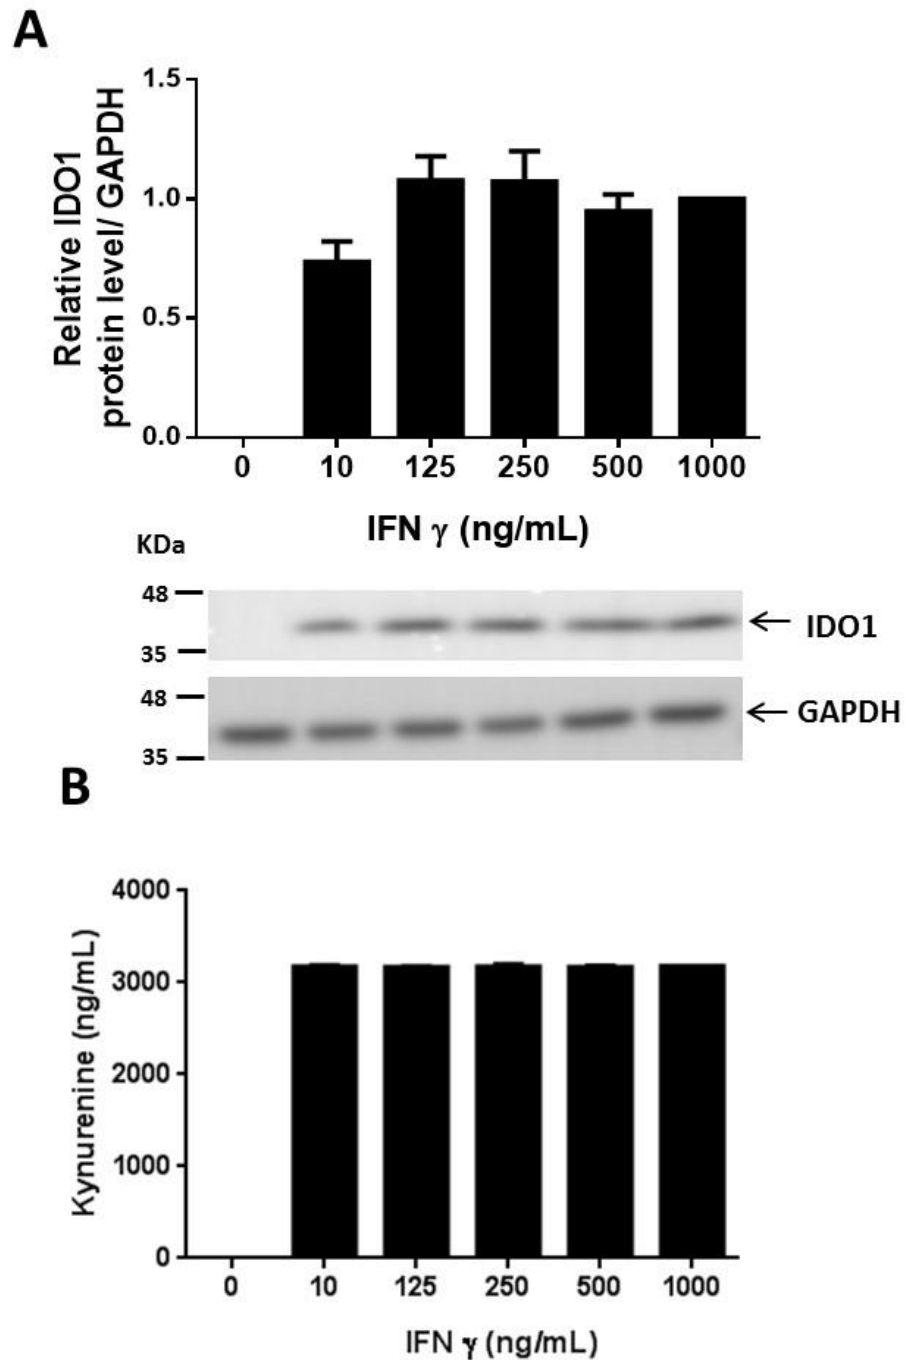 A
Relative IDO1
protein level/ GAPDH
1.5
1.0
0.5
0.0
0 10 125 250 500 1000
IFN γ (ng/mL)
KDa
48
35
IDO1
48
35
GAPDH
B
Kynurenine (ng/mL)
4000
3000
2000
1000
0
0 10 125 250 500 1000
IFN γ (ng/mL)